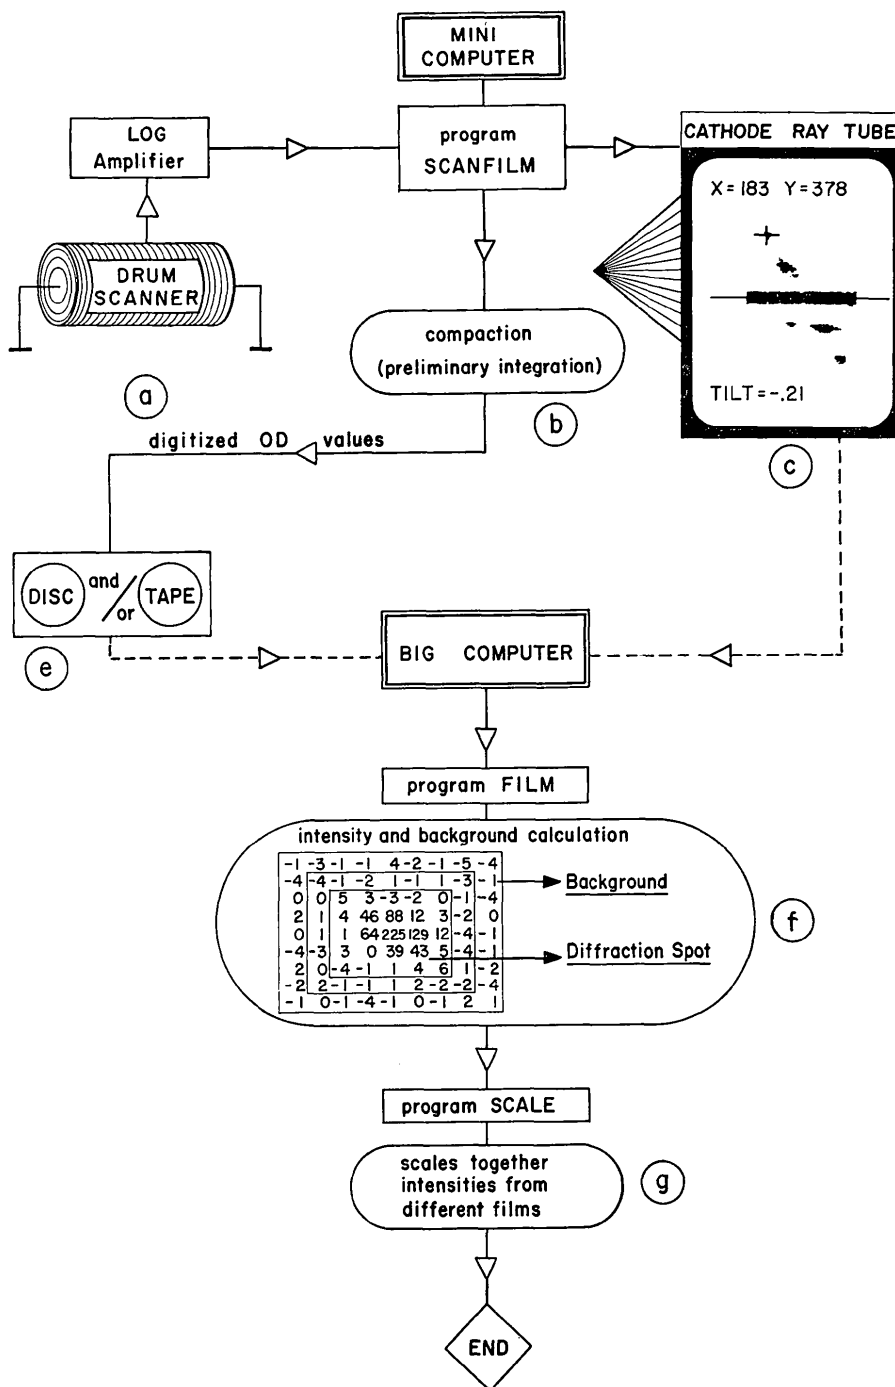 MINI
COMPUTER
LOG
Amplifier
program
SCANFILM
CATHODE RAY TUBE
X=183 Y=378
DRUM
SCANNER
compaction
(preliminary integration)
TILT=-.21
a
b
c
digitized OD values
DISC and/or TAPE
e
BIG COMPUTER
program FILM
intensity and background calculation
-1 -3 -1 -1 4 -2 -1 -5 -4
-4 -4 -1 -2 1 -1 1 -3 -1
Background
0 0 5 3 -3 -2 0 -1 -4
2 1 4 46 88 12 3 -2 0
f
0 1 1 64 225 129 12 -4 -1
-4 -3 3 0 39 43 5 -4 -1
Diffraction Spot
2 0 -4 -1 1 4 6 1 -2
-2 2 -1 -1 1 2 -2 -2 -4
-1 0 -1 -4 -1 0 -1 2 1
program SCALE
scales together
intensities from
different films
g
END